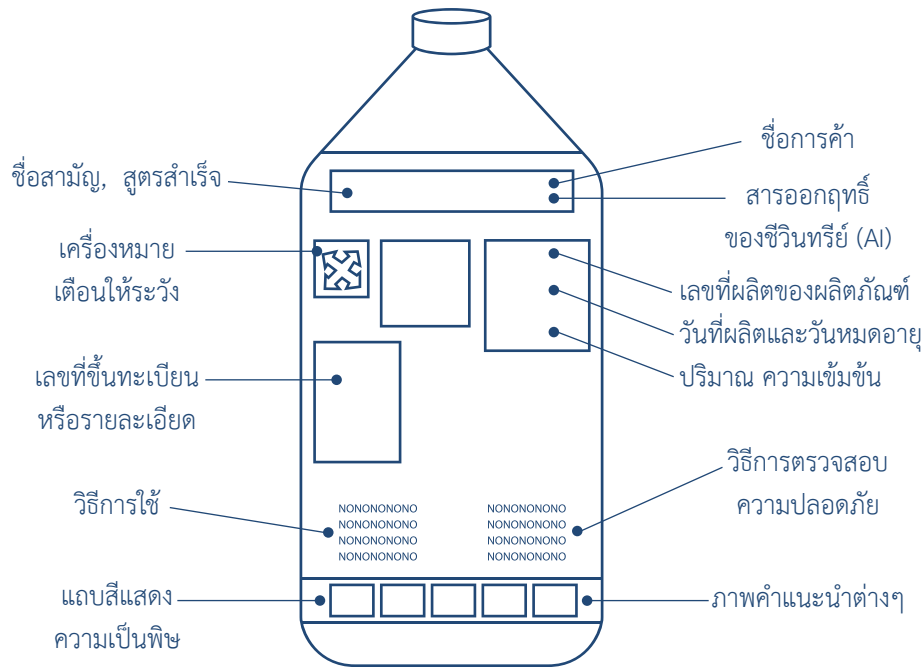 ชื่อการค้า
ชื่อสามัญ, สูตรสำเร็จ
สารออกฤทธิ์
ของชีวินทรีย์ (AI)
เครื่องหมาย
เตือนให้ระวัง
เลขที่ผลิตของผลิตภัณฑ์
วันที่ผลิตและวันหมดอายุ
ปริมาณ ความเข้มข้น
เลขที่ขึ้นทะเบียน
หรือรายละเอียด
วิธีการตรวจสอบ
ความปลอดภัย
วิธีการใช้
NONONONONO NONONONONO
NONONONONO NONONONONO
NONONONONO NONONONONO
NONONONONO NONONONONO
แถบสีแสดง
ความเป็นพิษ
ภาพคำแนะนำต่างๆ